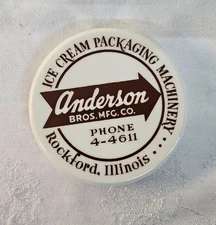 ICE CREAM PACKAGING MACHINERY
Anderson
BROS. MFG. CO.
PHONE
4-4611
Rockford, Illinois